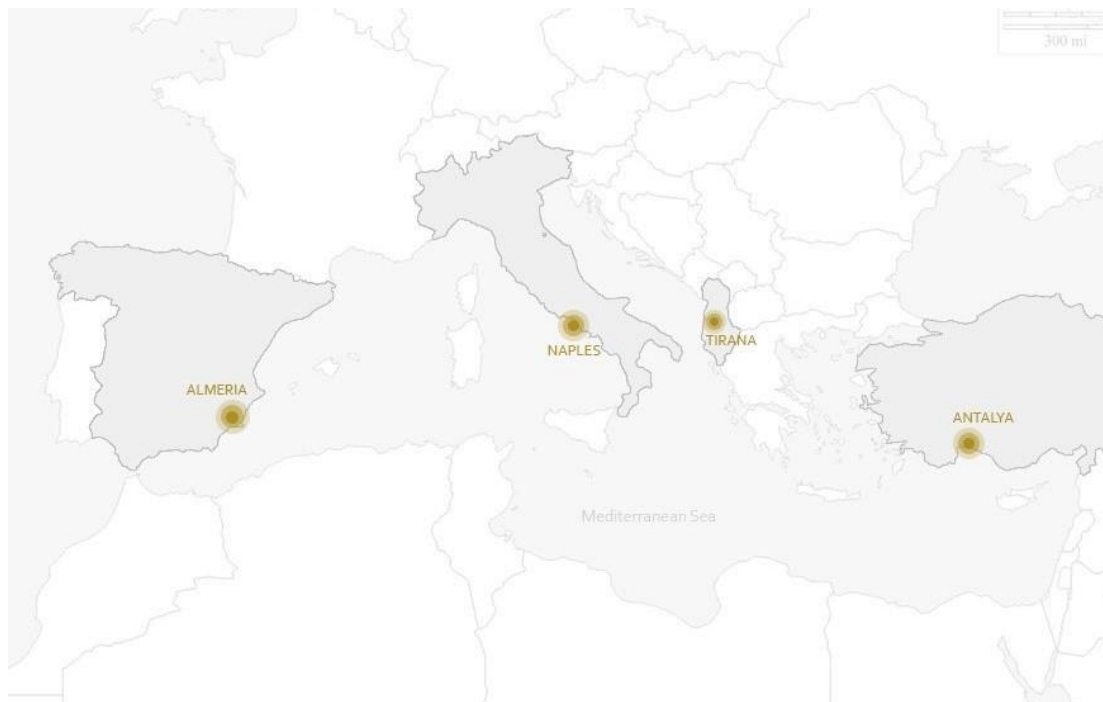 300 mi
NAPLES
TIRANA
ALMERIA
ANTALYA
Mediterranean Sea